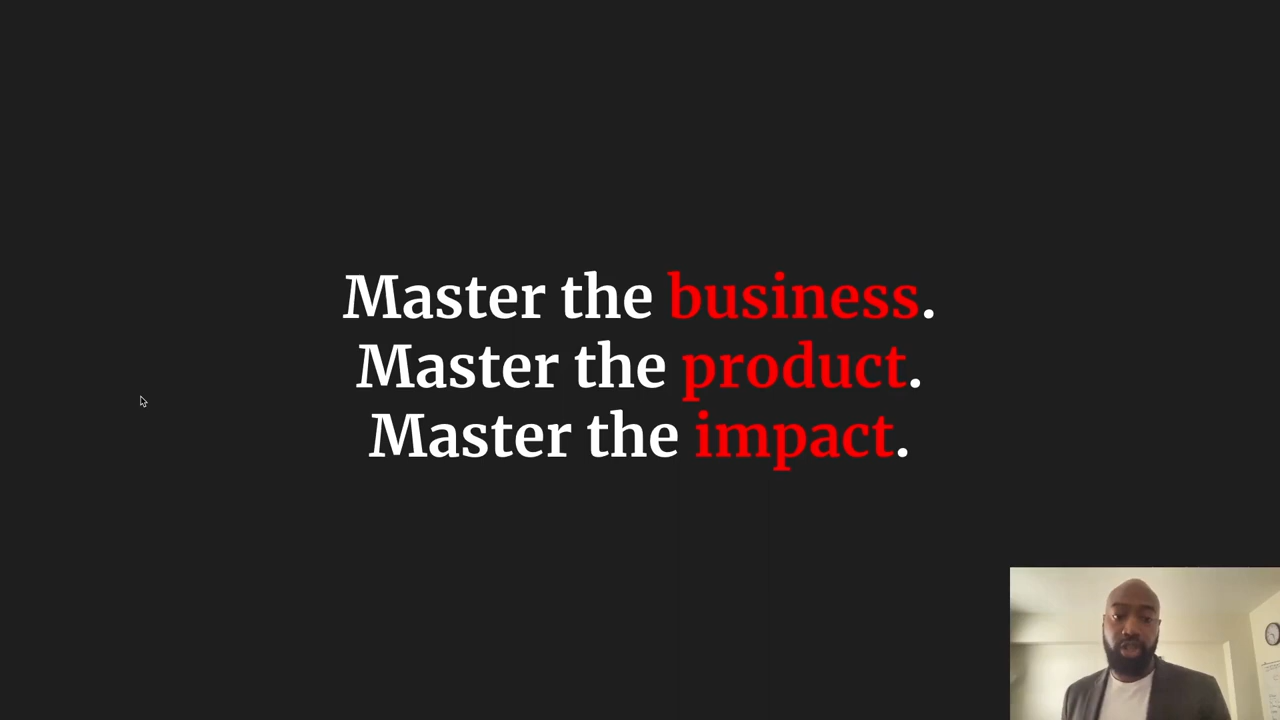 Master the business.
Master the product.
Master the impact.